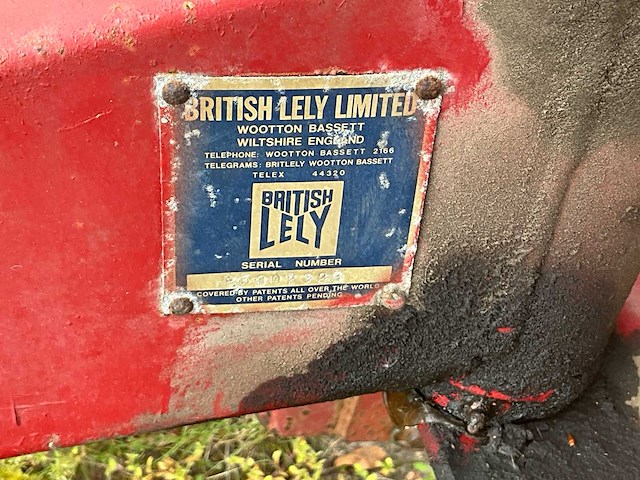 BRITISH LELY LIMITED
WOOTTON BASSETT
WILTSHIRE ENGLAND
TELEPHONE: WOOTTON BASSETT 2166
TELEGRAMS: BRITLELY WOOTTON BASSETT
TELEX 44320
BRITISH
LELY
SERIAL NUMBER
COVERED BY PATENTS ALL OVER THE WORLD
OTHER PATENTS PENDING